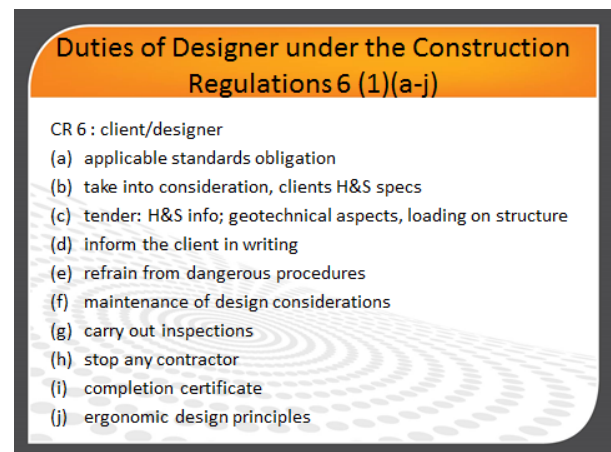 Duties of Designer under the Construction
Regulations 6 (1)(a-j)
CR 6 : client/designer
(a) applicable standards obligation
(b) take into consideration, clients H&S specs
(c) tender: H&S info; geotechnical aspects, loading on structure
(d) inform the client in writing
(e) refrain from dangerous procedures
(f) maintenance of design considerations
(g) carry out inspections
(h) stop any contractor
(i) completion certificate
(j) ergonomic design principles